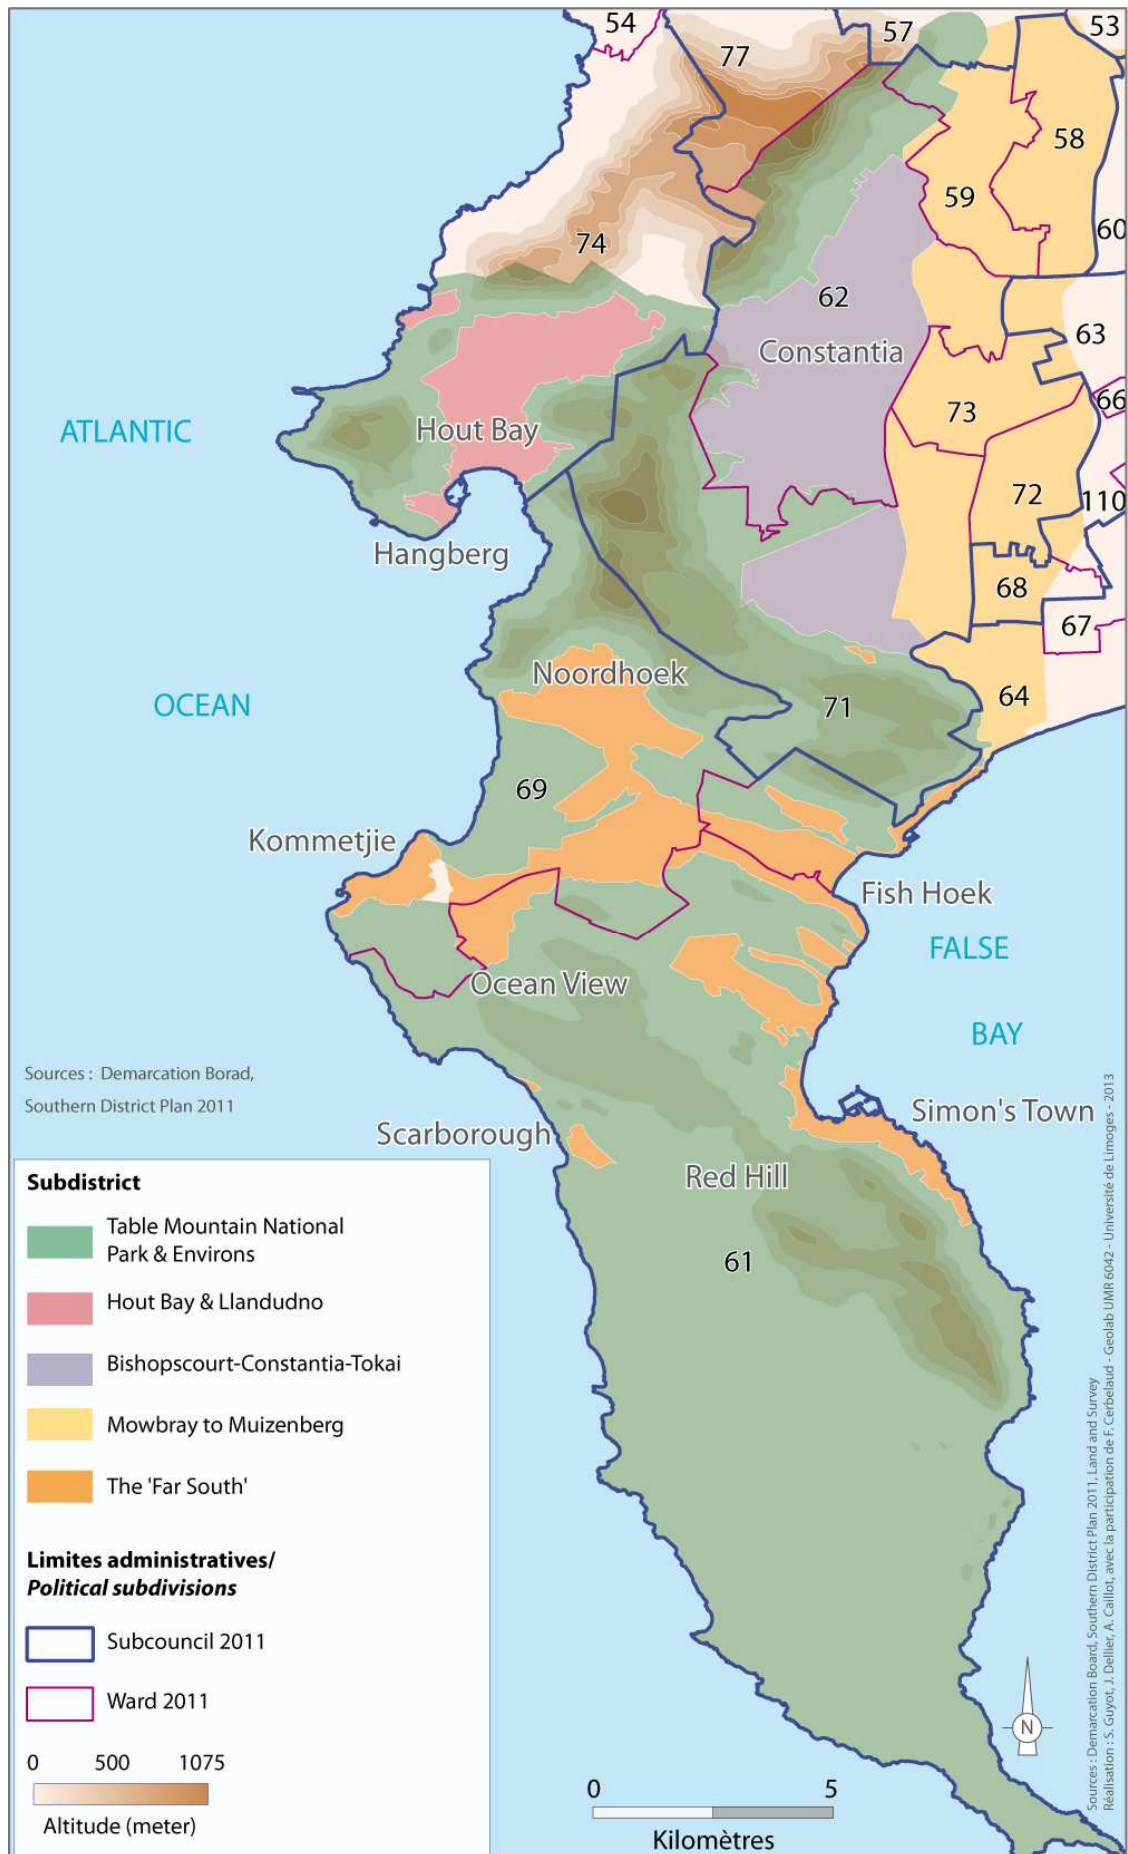 54
77
57
53
58
59
60
74
62
Constantia
63
66
73
ATLANTIC
Hout Bay
72
110
Hangberg
68
67
Noordhoek
OCEAN
71
64
69
Kommetjie
Fish Hoek
FALSE
Ocean View
BAY
Sources : Demarcation Borad,
Southern District Plan 2011
Simon's Town
Scarborough
Red Hill
61
Subdistrict
Table Mountain National
Park & Environs
Hout Bay & Llandudno
Bishopscourt-Constantia-Tokai
Mowbray to Muizenberg
The 'Far South'
Limites administratives/
Political subdivisions
Subcouncil 2011
Ward 2011
0 500 1075
Altitude (meter)
0 5
Kilomètres
N
Sources : Demarcation Board, Southern District Plan 2011, Land and Survey
Réalisation : S. Guyot, J. Dellier, A. Caillot, avec la participation de F. Cerbelaud - Geolab UMR 6042 - Université de Limoges - 2013